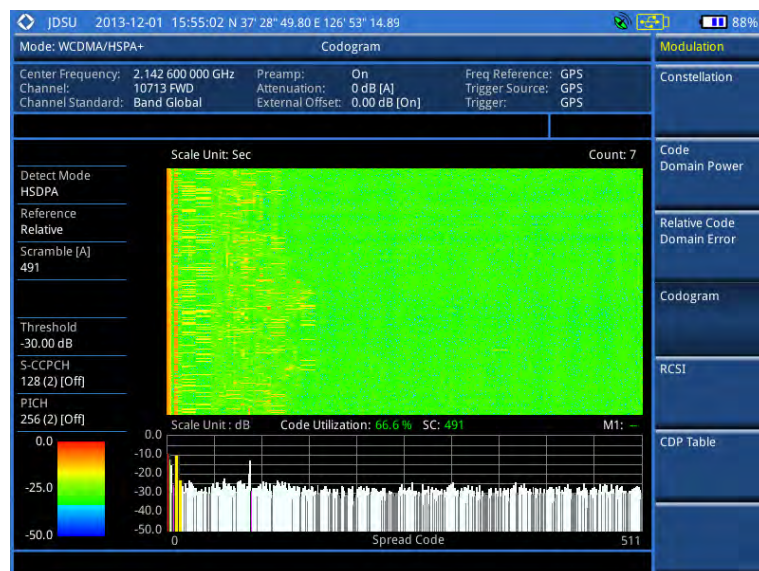 JDSU 2013-12-01 15:55:02 N 37' 28" 49.80 E 126' 53" 14.89 88%
Mode: WCDMA/HSPA+ Codogram Modulation
Center Frequency: 2.142 600 000 GHz Preamp: On Freq Reference: GPS
Channel: 10713 FWD Attenuation: 0 dB [A] Trigger Source: GPS
Channel Standard: Band Global External Offset: 0.00 dB [On] Trigger: GPS
Constellation
Scale Unit: Sec Count: 7
Code
Domain Power
Detect Mode
HSDPA
Reference
Relative
Relative Code
Domain Error
Scramble [A]
491
Codogram
Threshold
-30.00 dB
S-CCPCH
128 (2) [Off]
RCSI
PICH
256 (2) [Off]
Scale Unit : dB Code Utilization: 66.6 % SC: 491 M1: --
CDP Table
0.0
-25.0
-50.0
0.0
-10.0
-20.0
-30.0
-40.0
-50.0
0 Spread Code 511